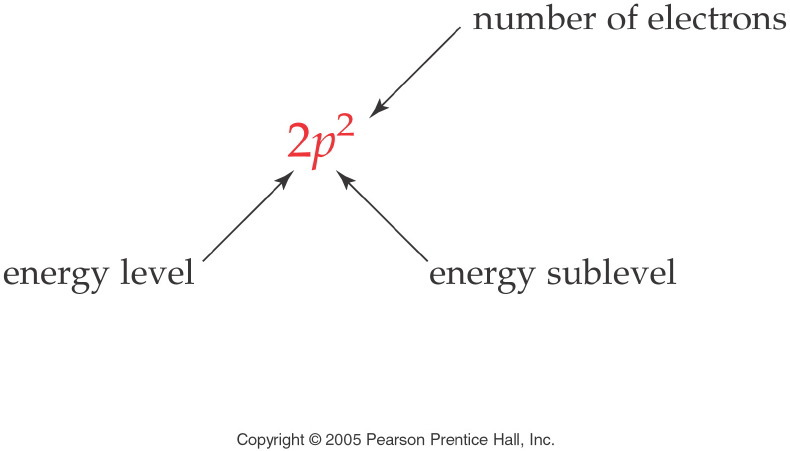 number of electrons
2p²
energy level
energy sublevel
Copyright © 2005 Pearson Prentice Hall, Inc.